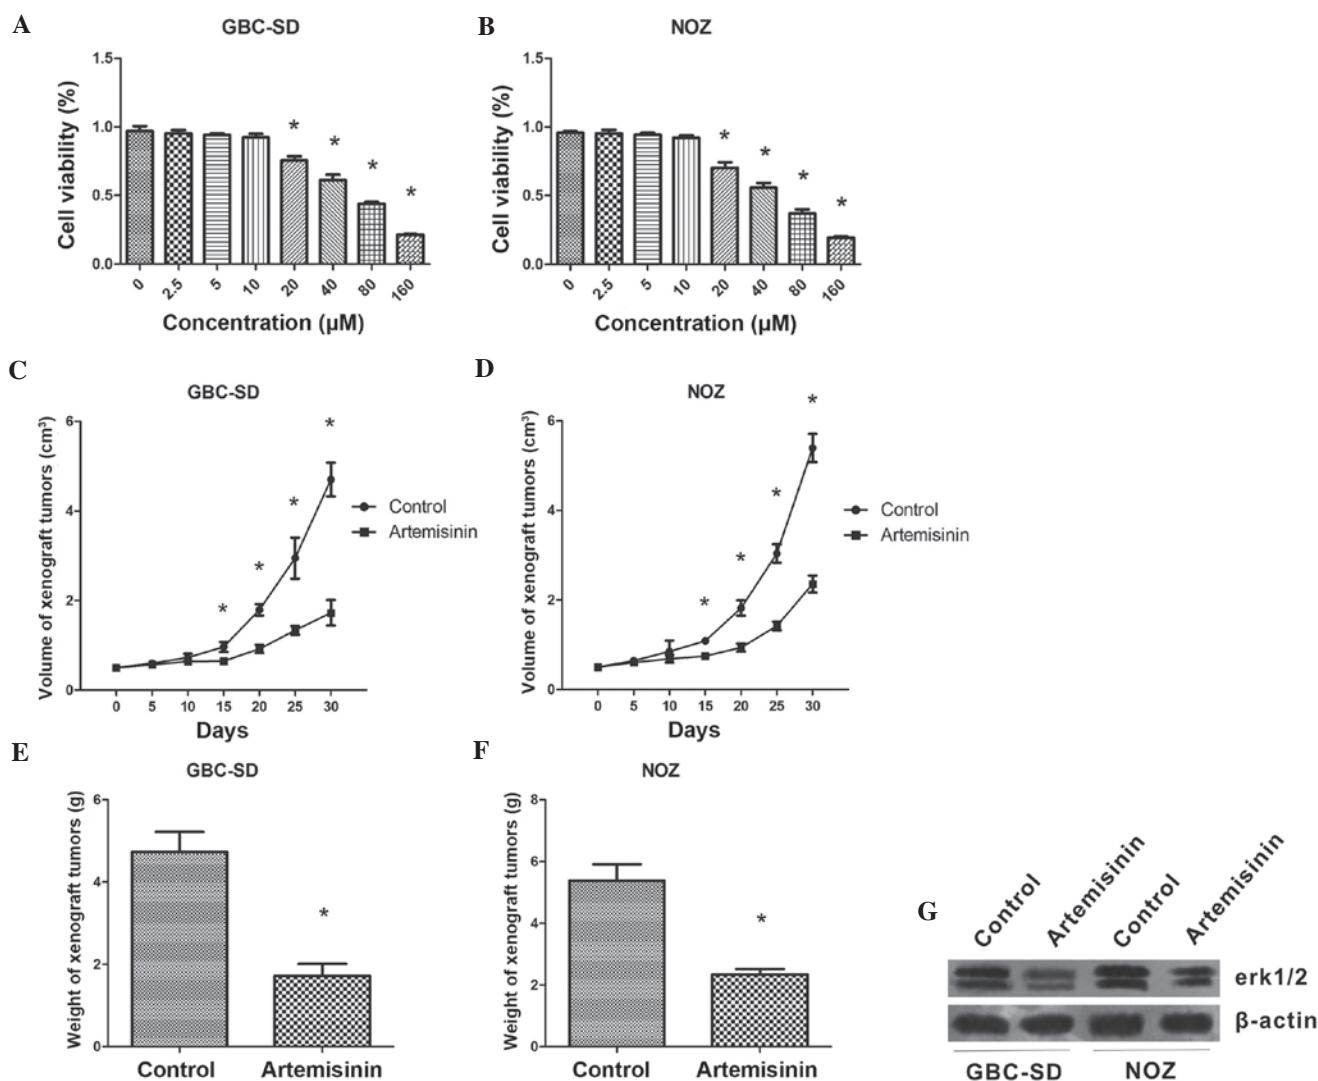 A
GBC-SD
Cell viability (%)
1.5
1.0
0.5
0.0
0 2.5 5 10 20 40 80 160
* * * *
Concentration (µM)
B
NOZ
Cell viability (%)
1.5
1.0
0.5
0.0
0 2.5 5 10 20 40 80 160
* * * *
Concentration (µM)
C
GBC-SD
Volume of xenograft tumors (cm³)
6
4
2
0
0 5 10 15 20 25 30
* * * *
Days
Control
Artemisinin
D
NOZ
Volume of xenograft tumors (cm³)
6
4
2
0
0 5 10 15 20 25 30
* * * *
Days
Control
Artemisinin
E
GBC-SD
Weight of xenograft tumors (g)
6
4
2
0
*
Control Artemisinin
F
NOZ
Weight of xenograft tumors (g)
8
6
4
2
0
*
Control Artemisinin
G
Control Artemisinin Control Artemisinin
erk1/2
β-actin
GBC-SD NOZ